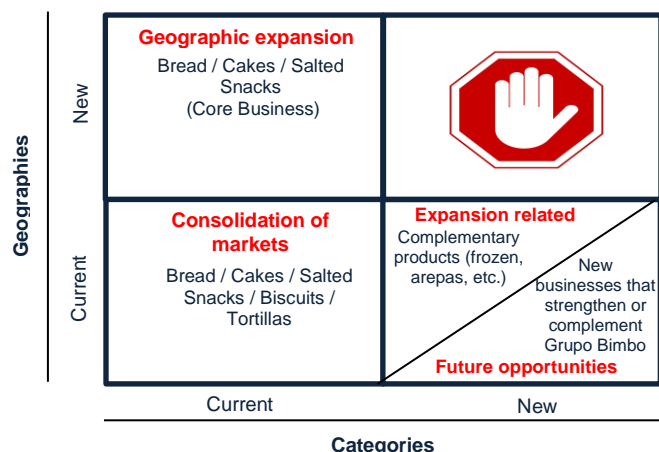 Geographic expansion
Bread / Cakes / Salted
Snacks
(Core Business)
New
Geographies
Consolidation of
markets
Bread / Cakes / Salted
Snacks / Biscuits /
Tortillas
Current
Expansion related
Complementary
products (frozen,
arepas, etc.)
New
businesses that
strengthen or
complement
Grupo Bimbo
Future opportunities
Current
New
Categories